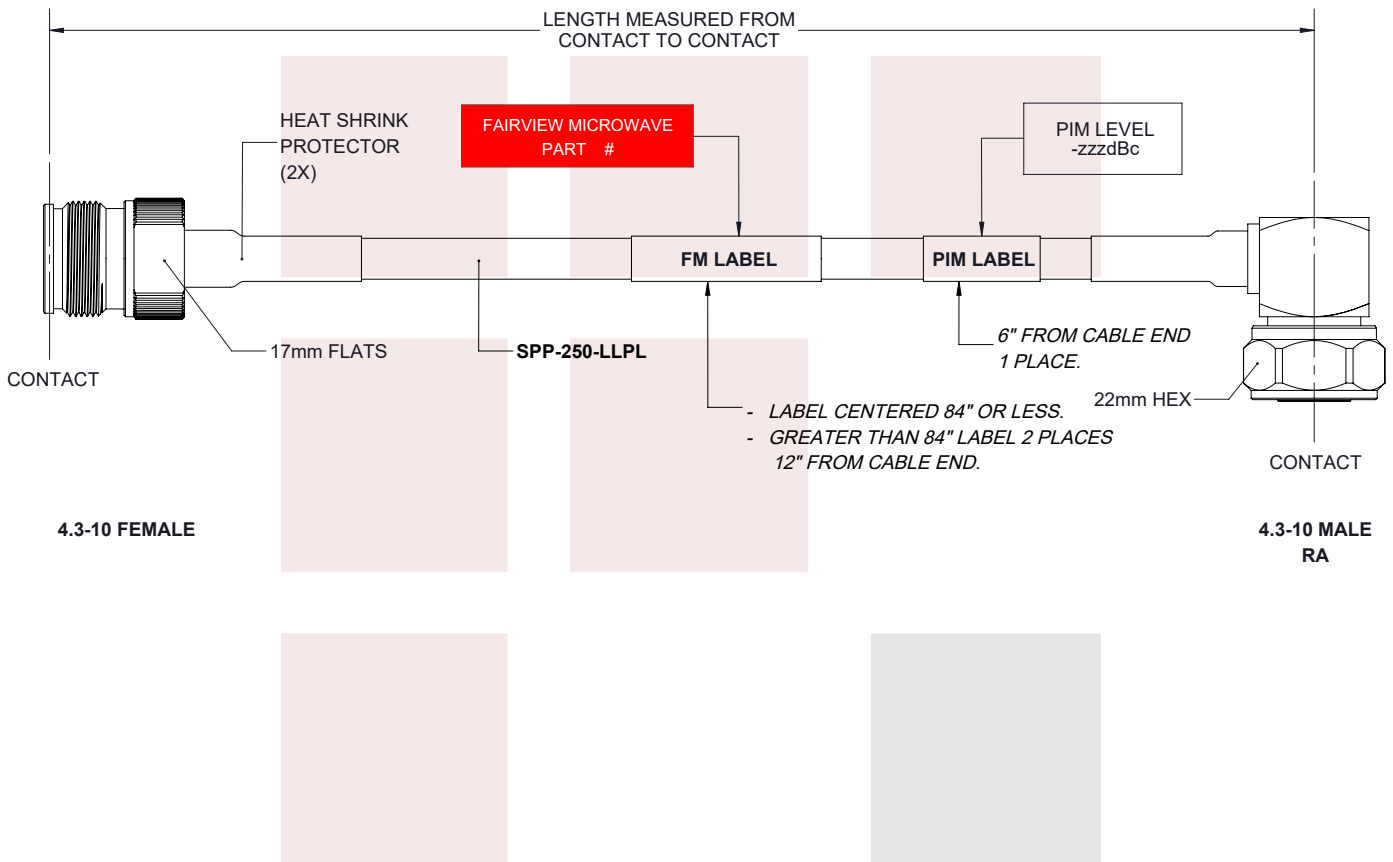 LENGTH MEASURED FROM
CONTACT TO CONTACT
HEAT SHRINK
PROTECTOR
(2X)
FAIRVIEW MICROWAVE
PART #
PIM LEVEL
-zzzdBc
FM LABEL
PIM LABEL
17mm FLATS
SPP-250-LLPL
6" FROM CABLE END
1 PLACE.
CONTACT
22mm HEX
- LABEL CENTERED 84" OR LESS.
- GREATER THAN 84" LABEL 2 PLACES
12" FROM CABLE END.
CONTACT
4.3-10 FEMALE
4.3-10 MALE
RA